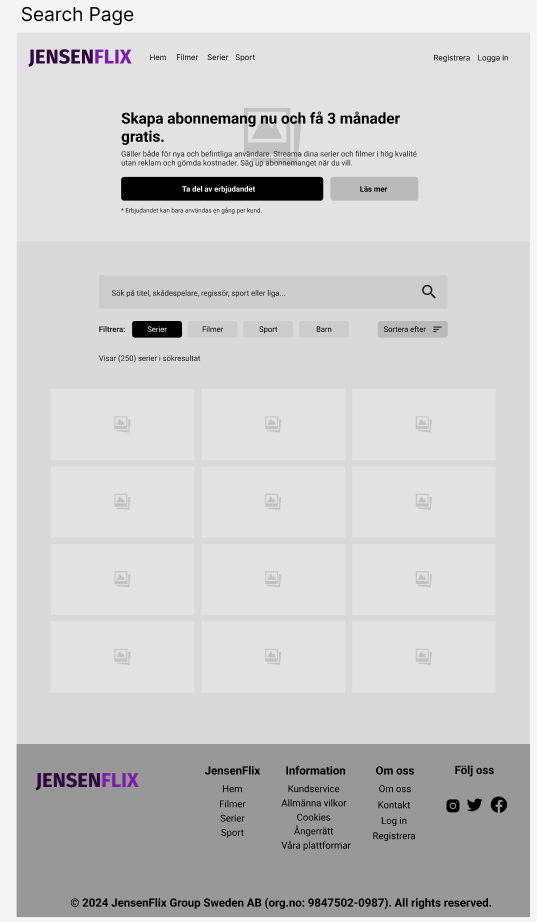 Search Page
JENSENFLIX
Hem Filmer Serier Sport
Registrera Logga in
Skapa abonnemang nu och få 3 månader
gratis.
Gäller både för nya och befintliga användare. Streama dina serier och filmer i hög kvalité
utan reklam och gömda kostnader. Säg up abonnemanget när du vill.
Ta del av erbjudandet
Läs mer
* Erbjudandet kan bara användas en gång per kund.
Sök på titel, skådespelare, regissör, sport eller liga...
Filtrera: Serier Filmer Sport Barn Sortera efter
Visar (250) serier i sökresultat
JENSENFLIX
JensenFlix
Hem
Filmer
Serier
Sport
Information
Kundservice
Allmänna vilkor
Cookies
Ångerrätt
Våra plattformar
Om oss
Om oss
Kontakt
Log in
Registrera
Följ oss
© 2024 JensenFlix Group Sweden AB (org.no: 9847502-0987). All rights reserved.